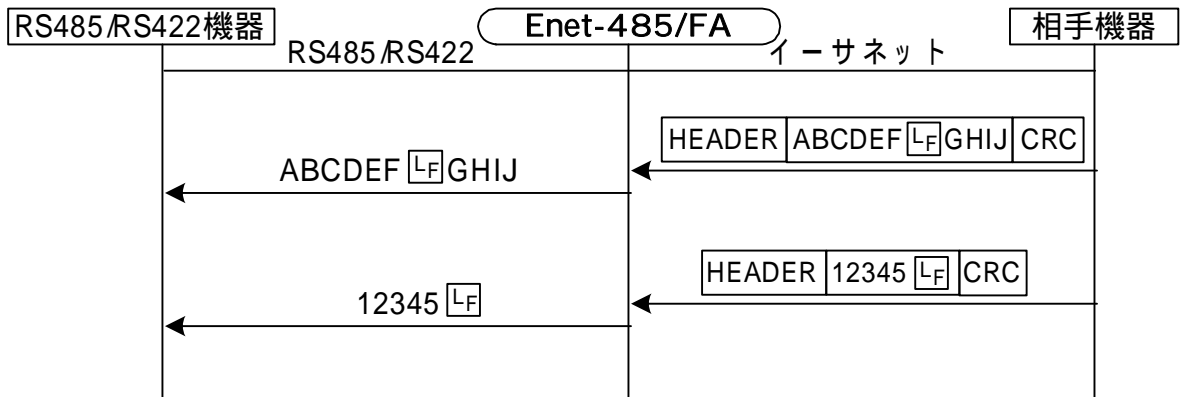 RS485/RS422機器 Enet-485/FA 相手機器
RS485/RS422 イーサネット
HEADER ABCDEF LF GHIJ CRC
ABCDEF LF GHIJ
HEADER 12345 LF CRC
12345 LF